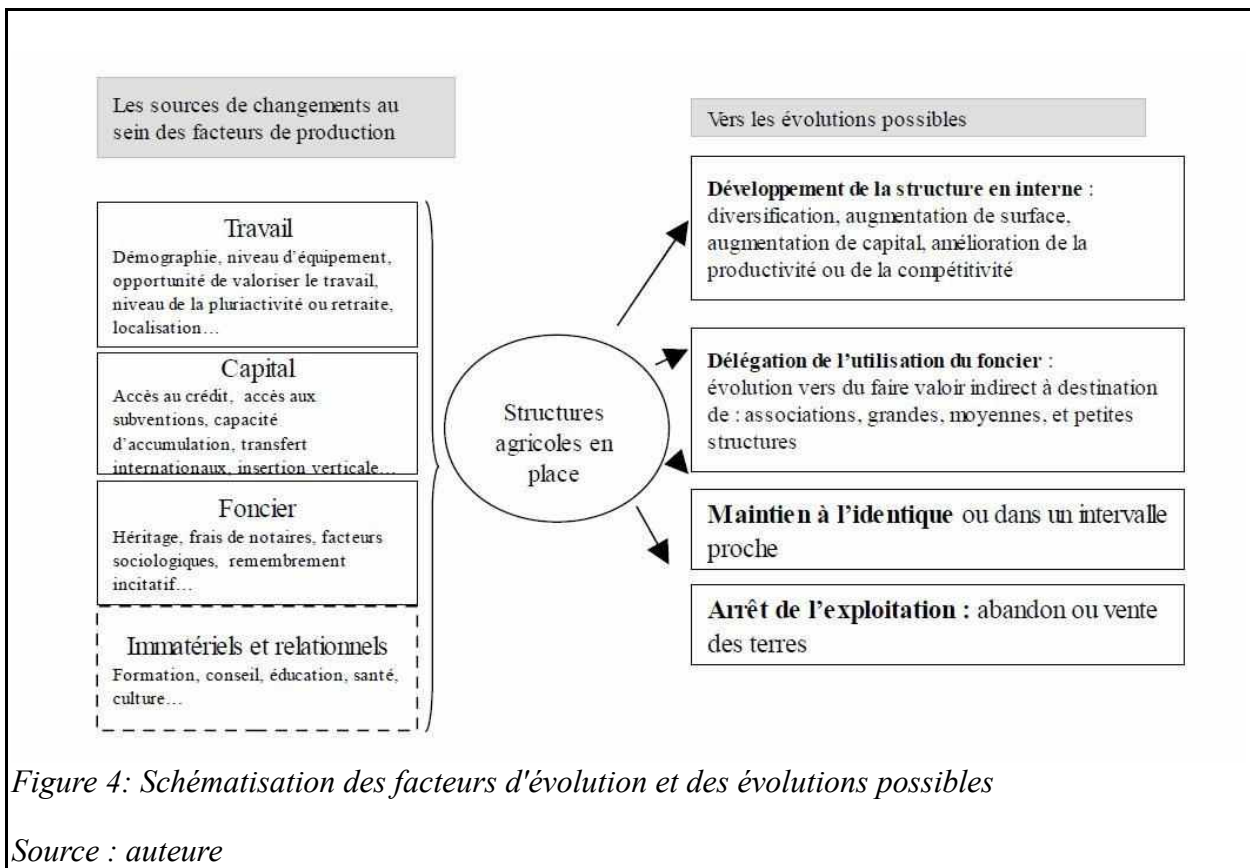 Les sources de changements au
sein des facteurs de production
Travail
Démographie, niveau d'équipement,
opportunité de valoriser le travail,
niveau de la pluriactivité ou retraite,
localisation…
Capital
Accès au crédit, accès aux
subventions, capacité
d'accumulation, transfert
internationaux, insertion verticale…
Foncier
Héritage, frais de notaires, facteurs
sociologiques, remembrement
incitatif…
Immatériels et relationnels
Formation, conseil, éducation, santé,
culture…
Structures
agricoles en
place
Vers les évolutions possibles
Développement de la structure en interne :
diversification, augmentation de surface,
augmentation de capital, amélioration de la
productivité ou de la compétitivité
Délégation de l'utilisation du foncier :
évolution vers du faire valoir indirect à destination
de : associations, grandes, moyennes, et petites
structures
Maintien à l'identique ou dans un intervalle
proche
Arrêt de l'exploitation : abandon ou vente
des terres
Figure 4: Schématisation des facteurs d'évolution et des évolutions possibles
Source : auteure